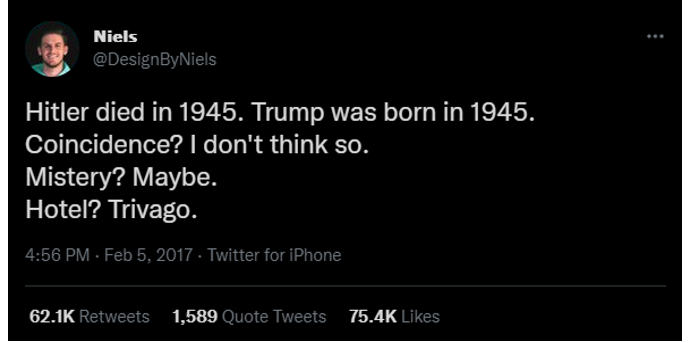 Niels
@DesignByNiels
Hitler died in 1945. Trump was born in 1945.
Coincidence? I don't think so.
Mistery? Maybe.
Hotel? Trivago.
4:56 PM · Feb 5, 2017 · Twitter for iPhone
62.1K Retweets 1,589 Quote Tweets 75.4K Likes